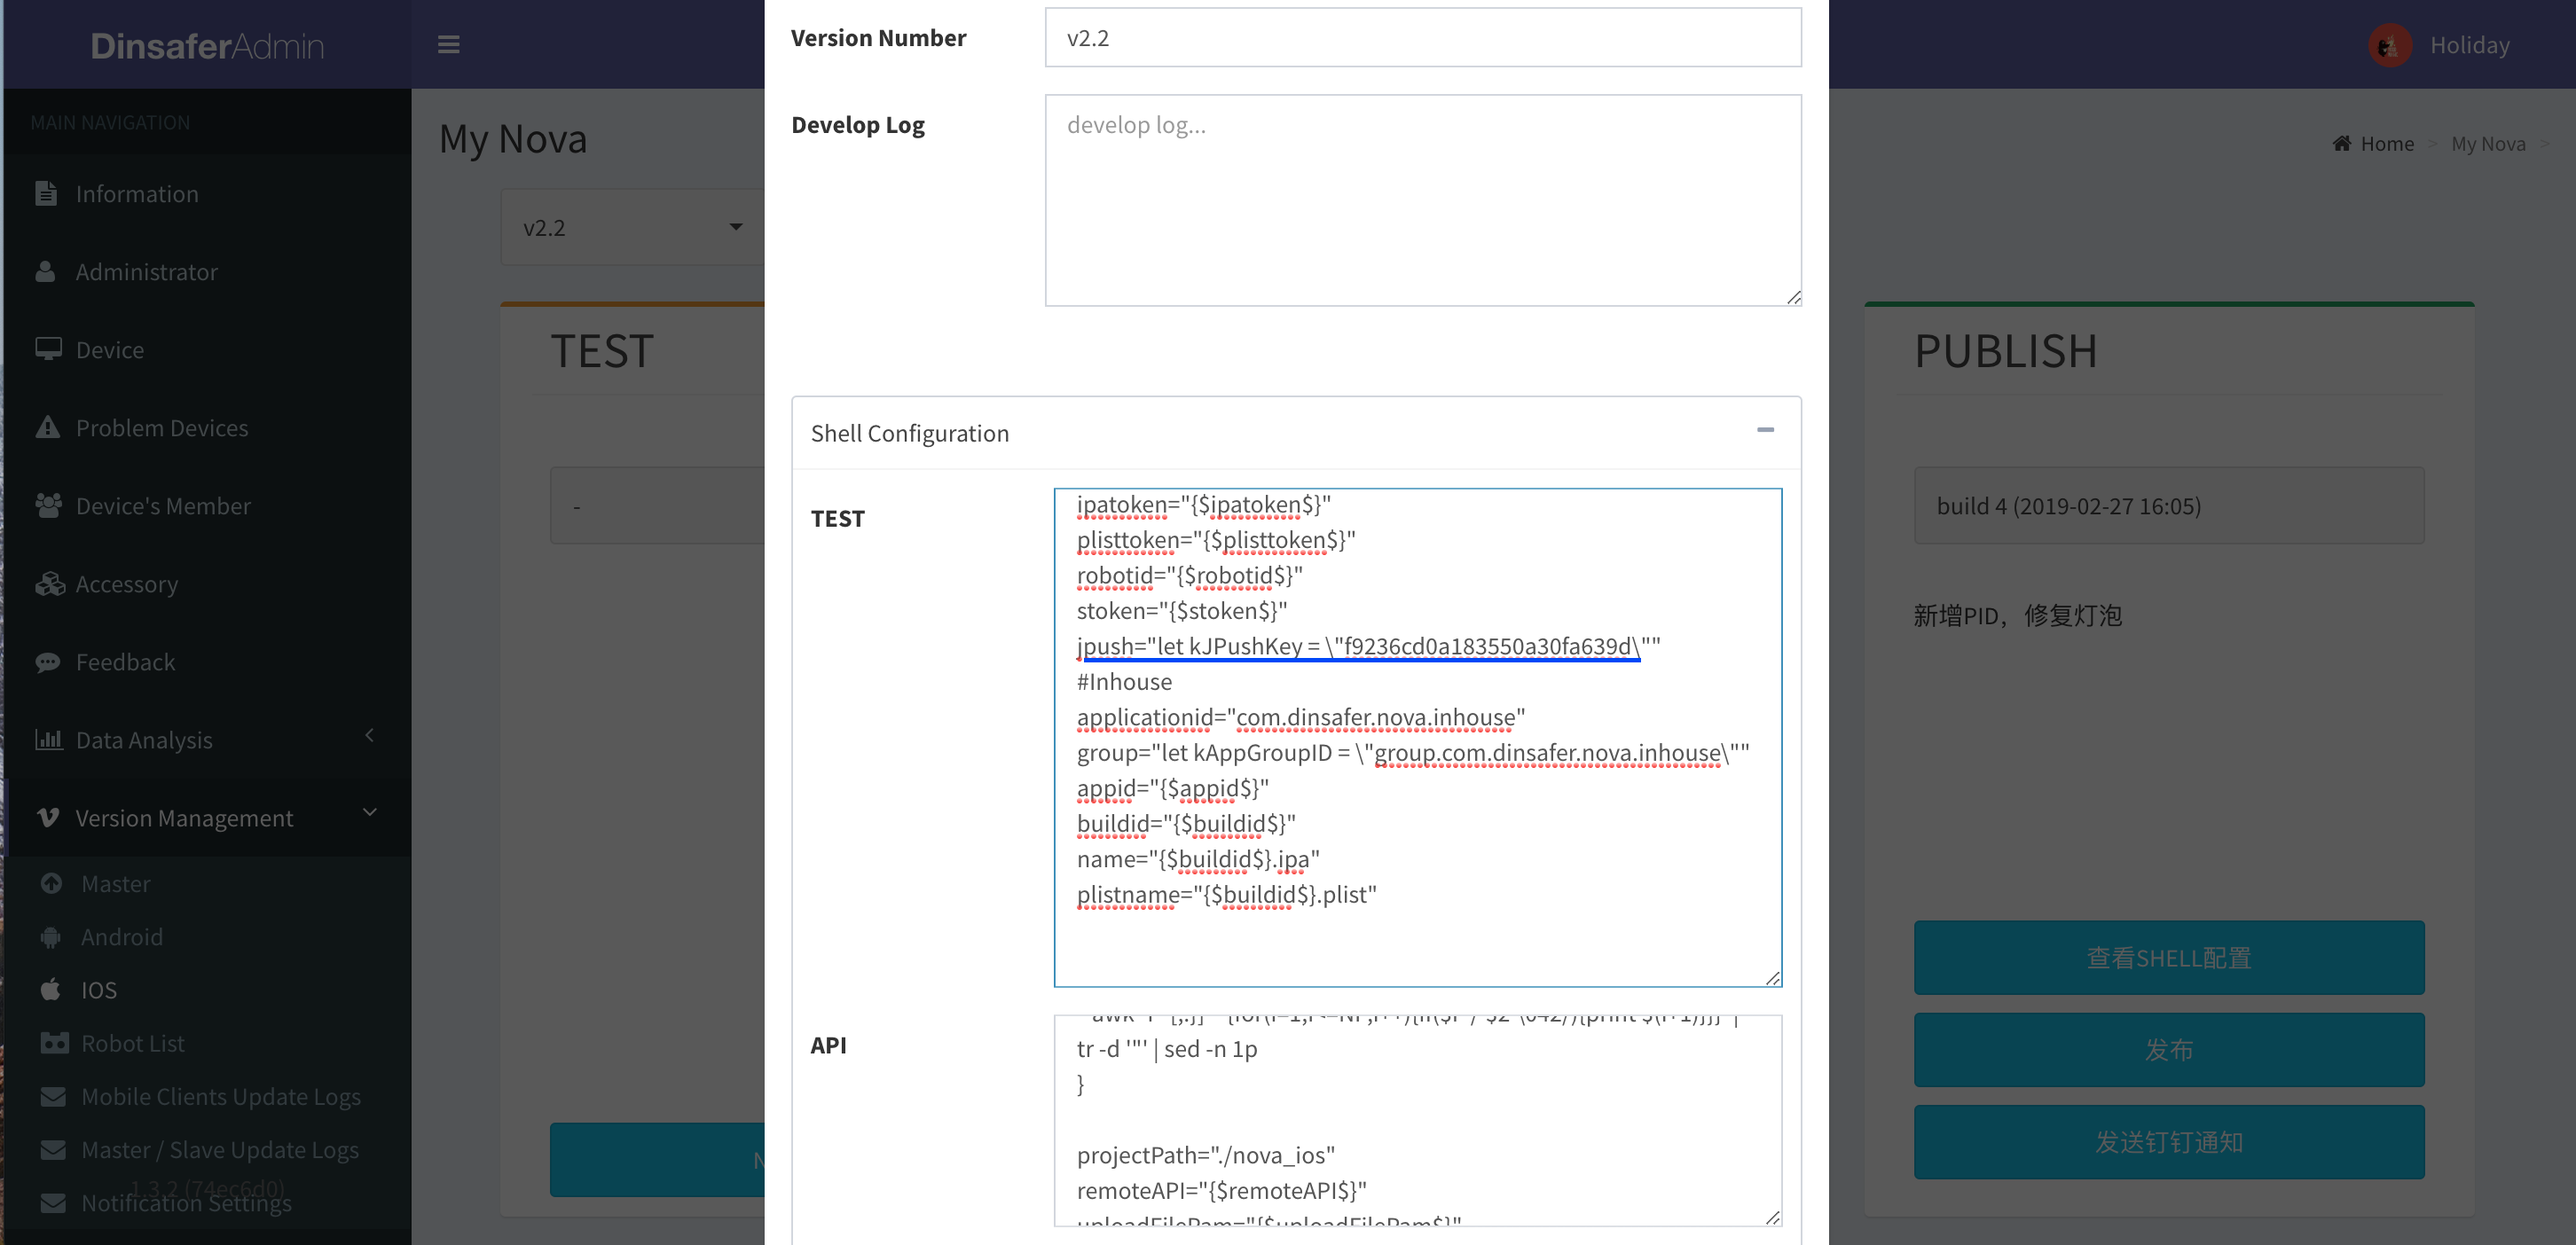 DinsaferAdmin
Holiday
MAIN NAVIGATION
Information
Administrator
Device
Problem Devices
Device's Member
Accessory
Feedback
Data Analysis
Version Management
Master
Android
IOS
Robot List
Mobile Clients Update Logs
Master / Slave Update Logs
1.3.2 (74ec6d0)
Notification Settings
My Nova
Home > My Nova >
v2.2
TEST
-
N
Version Number
v2.2
Develop Log
develop log...
Shell Configuration
TEST
ipatoken="{$ipatoken$}"
plisttoken="{$plisttoken$}"
robotid="{$robotid$}"
stoken="{$stoken$}"
jpush="let kJPushKey = \"f9236cd0a183550a30fa639d\""
#Inhouse
applicationid="com.dinsafer.nova.inhouse"
group="let kAppGroupID = \"group.com.dinsafer.nova.inhouse\""
appid="{$appid$}"
buildid="{$buildid$}"
name="{$buildid$}.ipa"
plistname="{$buildid$}.plist"
API
tr -d '"' | sed -n 1p
}
projectPath="./nova_ios"
remoteAPI="{$remoteAPI$}"
PUBLISH
build 4 (2019-02-27 16:05)
新增PID，修复灯泡
查看SHELL配置
发布
发送钉钉通知